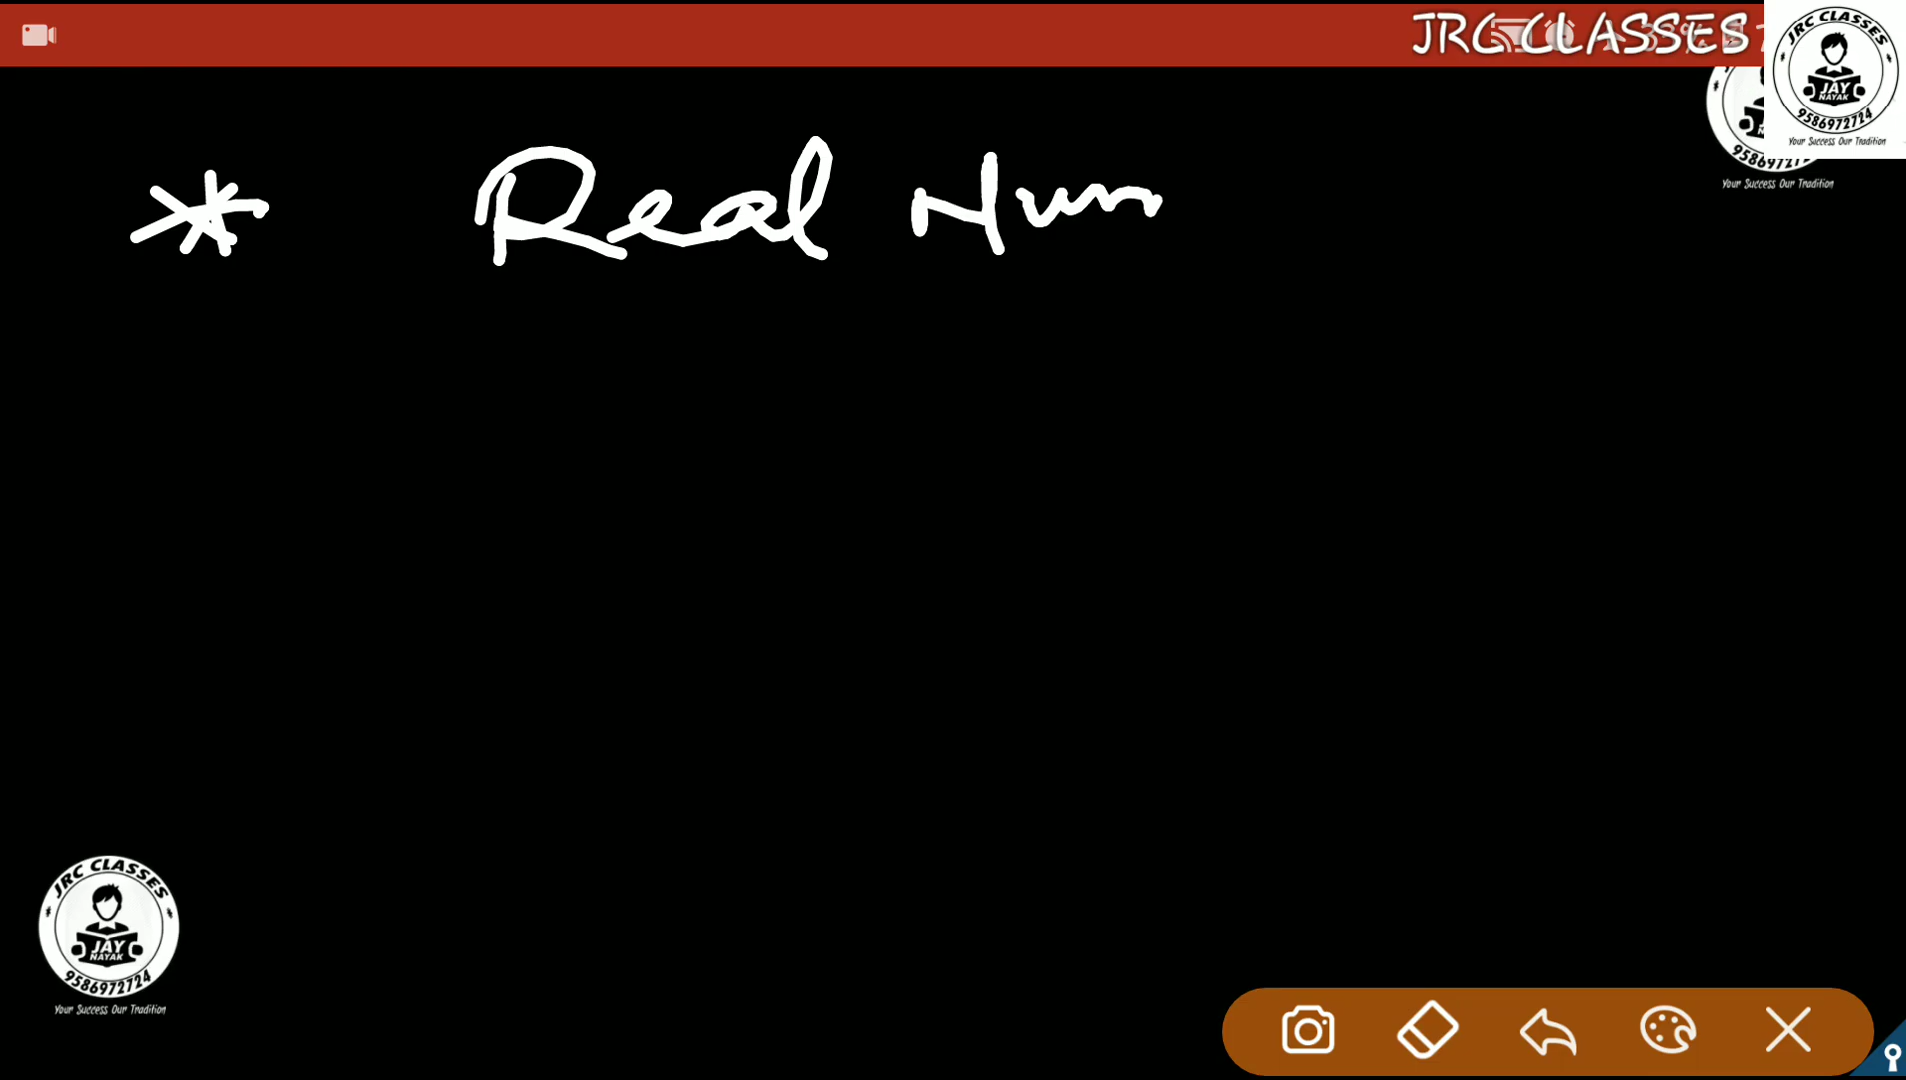 JRC CLASSES
JRC CLASSES
JAY
NAYAK
9586972724
Your Success Our Tradition
9586972724
Your Success Our Tradition
* Real Num
JRC CLASSES
JAY
NAYAK
9586972724
Your Success Our Tradition